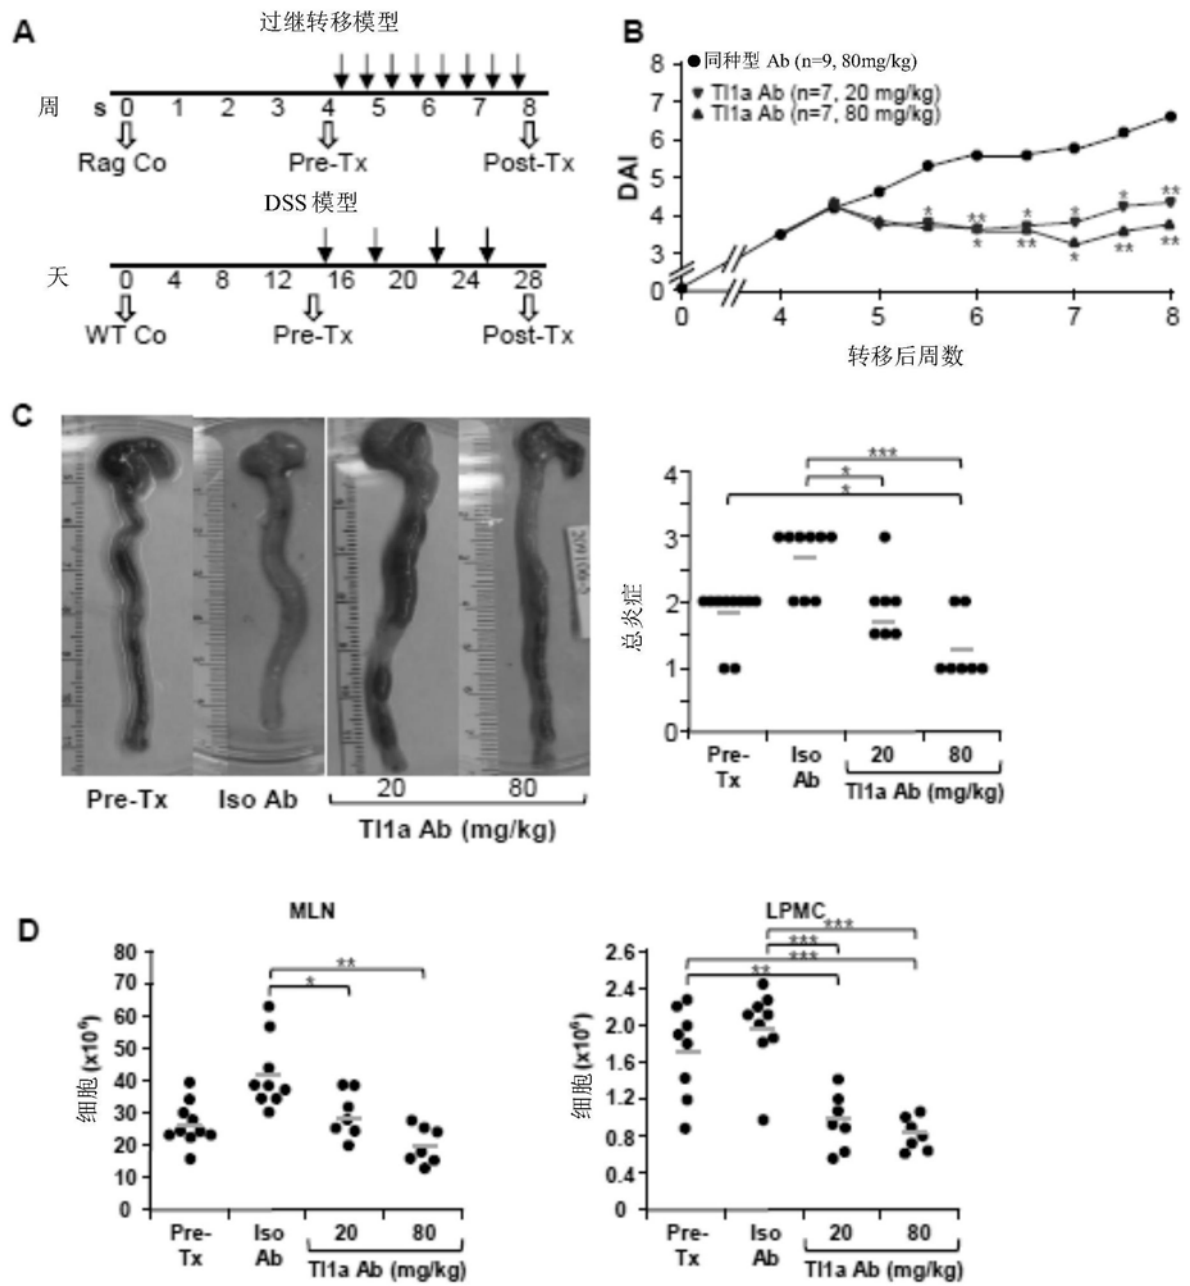 A
过继转移模型
周
s 0 1 2 3 4 5 6 7 8
Rag Co Pre-Tx Post-Tx
DSS 模型
天
0 4 8 12 16 20 24 28
WT Co Pre-Tx Post-Tx
B
同种型 Ab (n=9, 80mg/kg)
Tl1a Ab (n=7, 20 mg/kg)
Tl1a Ab (n=7, 80 mg/kg)
DAI
8
7
6
5
4
3
0
* ** * * * **
* ** * ** **
0 4 5 6 7 8
转移后周数
C
209106-5
Pre-Tx Iso Ab 20 80
Tl1a Ab (mg/kg)
***
*
*
总炎症
4
3
2
1
0
Pre- Iso 20 80
Tx Ab
Tl1a Ab (mg/kg)
D
MLN
**
*
细胞 (x10⁶)
80
70
60
50
40
30
20
10
0
Pre- Iso 20 80
Tx Ab
Tl1a Ab (mg/kg)
LPMC
***
***
***
**
细胞 (x10⁶)
2.6
2.4
2.0
1.6
1.2
0.8
0.4
0
Pre- Iso 20 80
Tx Ab
Tl1a Ab (mg/kg)